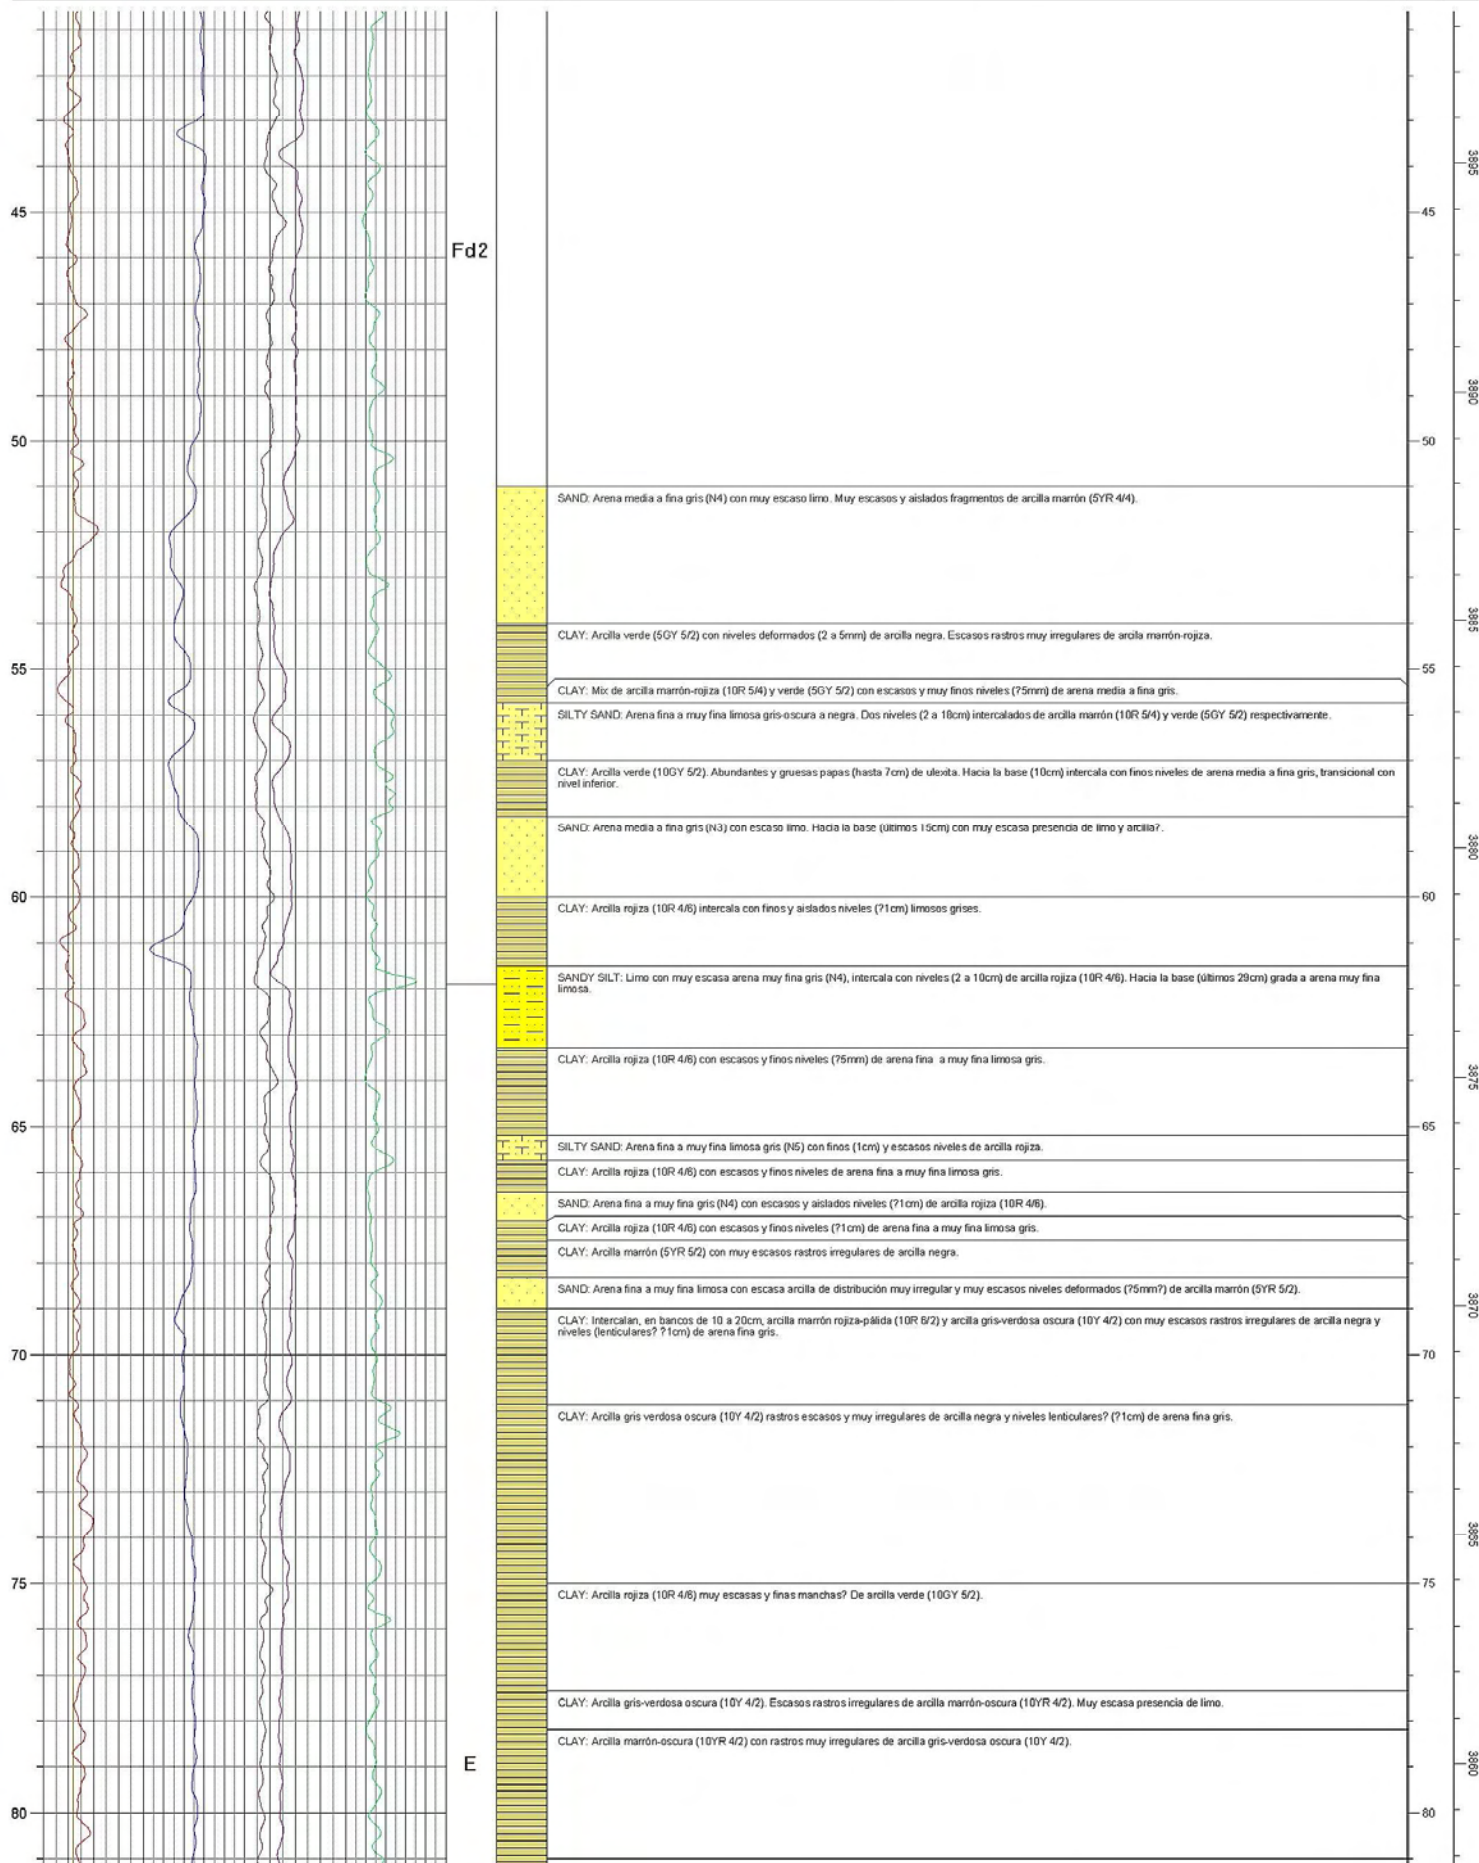 3895
45
45
Fd2
3890
50
50
SAND: Arena media a fina gris (N4) con muy escaso limo. Muy escasos y aislados fragmentos de arcilla marrón (5YR 4/4).
3885
CLAY: Arcilla verde (5GY 5/2) con niveles deformados (2 a 5mm) de arcilla negra. Escasos rastros muy irregulares de arcila marrón-rojiza.
55
55
CLAY: Mix de arcilla marrón-rojiza (10R 5/4) y verde (5GY 5/2) con escasos y muy finos niveles (?5mm) de arena media a fina gris.
SILTY SAND: Arena fina a muy fina limosa gris-oscura a negra. Dos niveles (2 a 18cm) intercalados de arcilla marrón (10R 5/4) y verde (5GY 5/2) respectivamente.
CLAY: Arcilla verde (10GY 5/2). Abundantes y gruesas papas (hasta 7cm) de ulexita. Hacia la base (10cm) intercala con finos niveles de arena media a fina gris, transicional con
nivel inferior.
SAND: Arena media a fina gris (N3) con escaso limo. Hacia la base (últimos 15cm) con muy escasa presencia de limo y arcilla?.
3880
60
60
CLAY: Arcilla rojiza (10R 4/6) intercala con finos y aislados niveles (?1cm) limosos grises.
SANDY SILT: Limo con muy escasa arena muy fina gris (N4), intercala con niveles (2 a 10cm) de arcilla rojiza (10R 4/6). Hacia la base (últimos 29cm) grada a arena muy fina
limosa.
CLAY: Arcilla rojiza (10R 4/6) con escasos y finos niveles (?5mm) de arena fina a muy fina limosa gris.
3875
65
65
SILTY SAND: Arena fina a muy fina limosa gris (N5) con finos (1cm) y escasos niveles de arcilla rojiza.
CLAY: Arcilla rojiza (10R 4/6) con escasos y finos niveles de arena fina a muy fina limosa gris.
SAND: Arena fina a muy fina gris (N4) con escasos y aislados niveles (?1cm) de arcilla rojiza (10R 4/6).
CLAY: Arcilla rojiza (10R 4/6) con escasos y finos niveles (?1cm) de arena fina a muy fina limosa gris.
CLAY: Arcilla marrón (5YR 5/2) con muy escasos rastros irregulares de arcilla negra.
SAND: Arena fina a muy fina limosa con escasa arcilla de distribución muy irregular y muy escasos niveles deformados (?5mm?) de arcilla marrón (5YR 5/2).
3870
CLAY: Intercalan, en bancos de 10 a 20cm, arcilla marrón rojiza-pálida (10R 6/2) y arcilla gris-verdosa oscura (10Y 4/2) con muy escasos rastros irregulares de arcilla negra y
niveles (lenticulares? ?1cm) de arena fina gris.
70
70
CLAY: Arcilla gris verdosa oscura (10Y 4/2) rastros escasos y muy irregulares de arcilla negra y niveles lenticulares? (?1cm) de arena fina gris.
3865
75
75
CLAY: Arcilla rojiza (10R 4/6) muy escasas y finas manchas? De arcilla verde (10GY 5/2).
CLAY: Arcilla gris-verdosa oscura (10Y 4/2). Escasos rastros irregulares de arcilla marrón-oscura (10YR 4/2). Muy escasa presencia de limo.
CLAY: Arcilla marrón-oscura (10YR 4/2) con rastros muy irregulares de arcilla gris-verdosa oscura (10Y 4/2).
E
3860
80
80